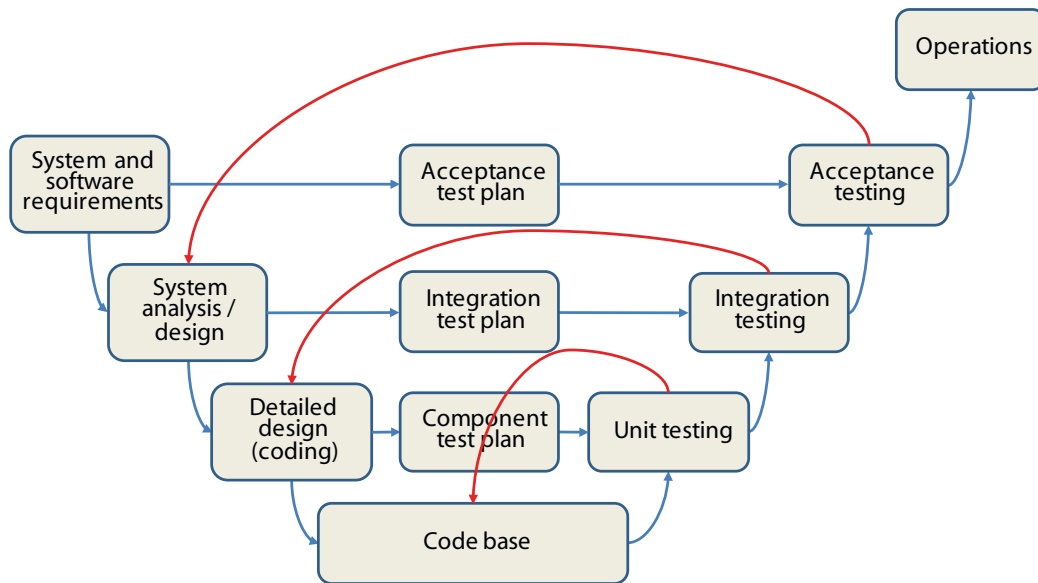 Operations
System and
software
requirements
Acceptance
test plan
Acceptance
testing
System
analysis /
design
Integration
test plan
Integration
testing
Detailed
design
(coding)
Component
test plan
Unit testing
Code base